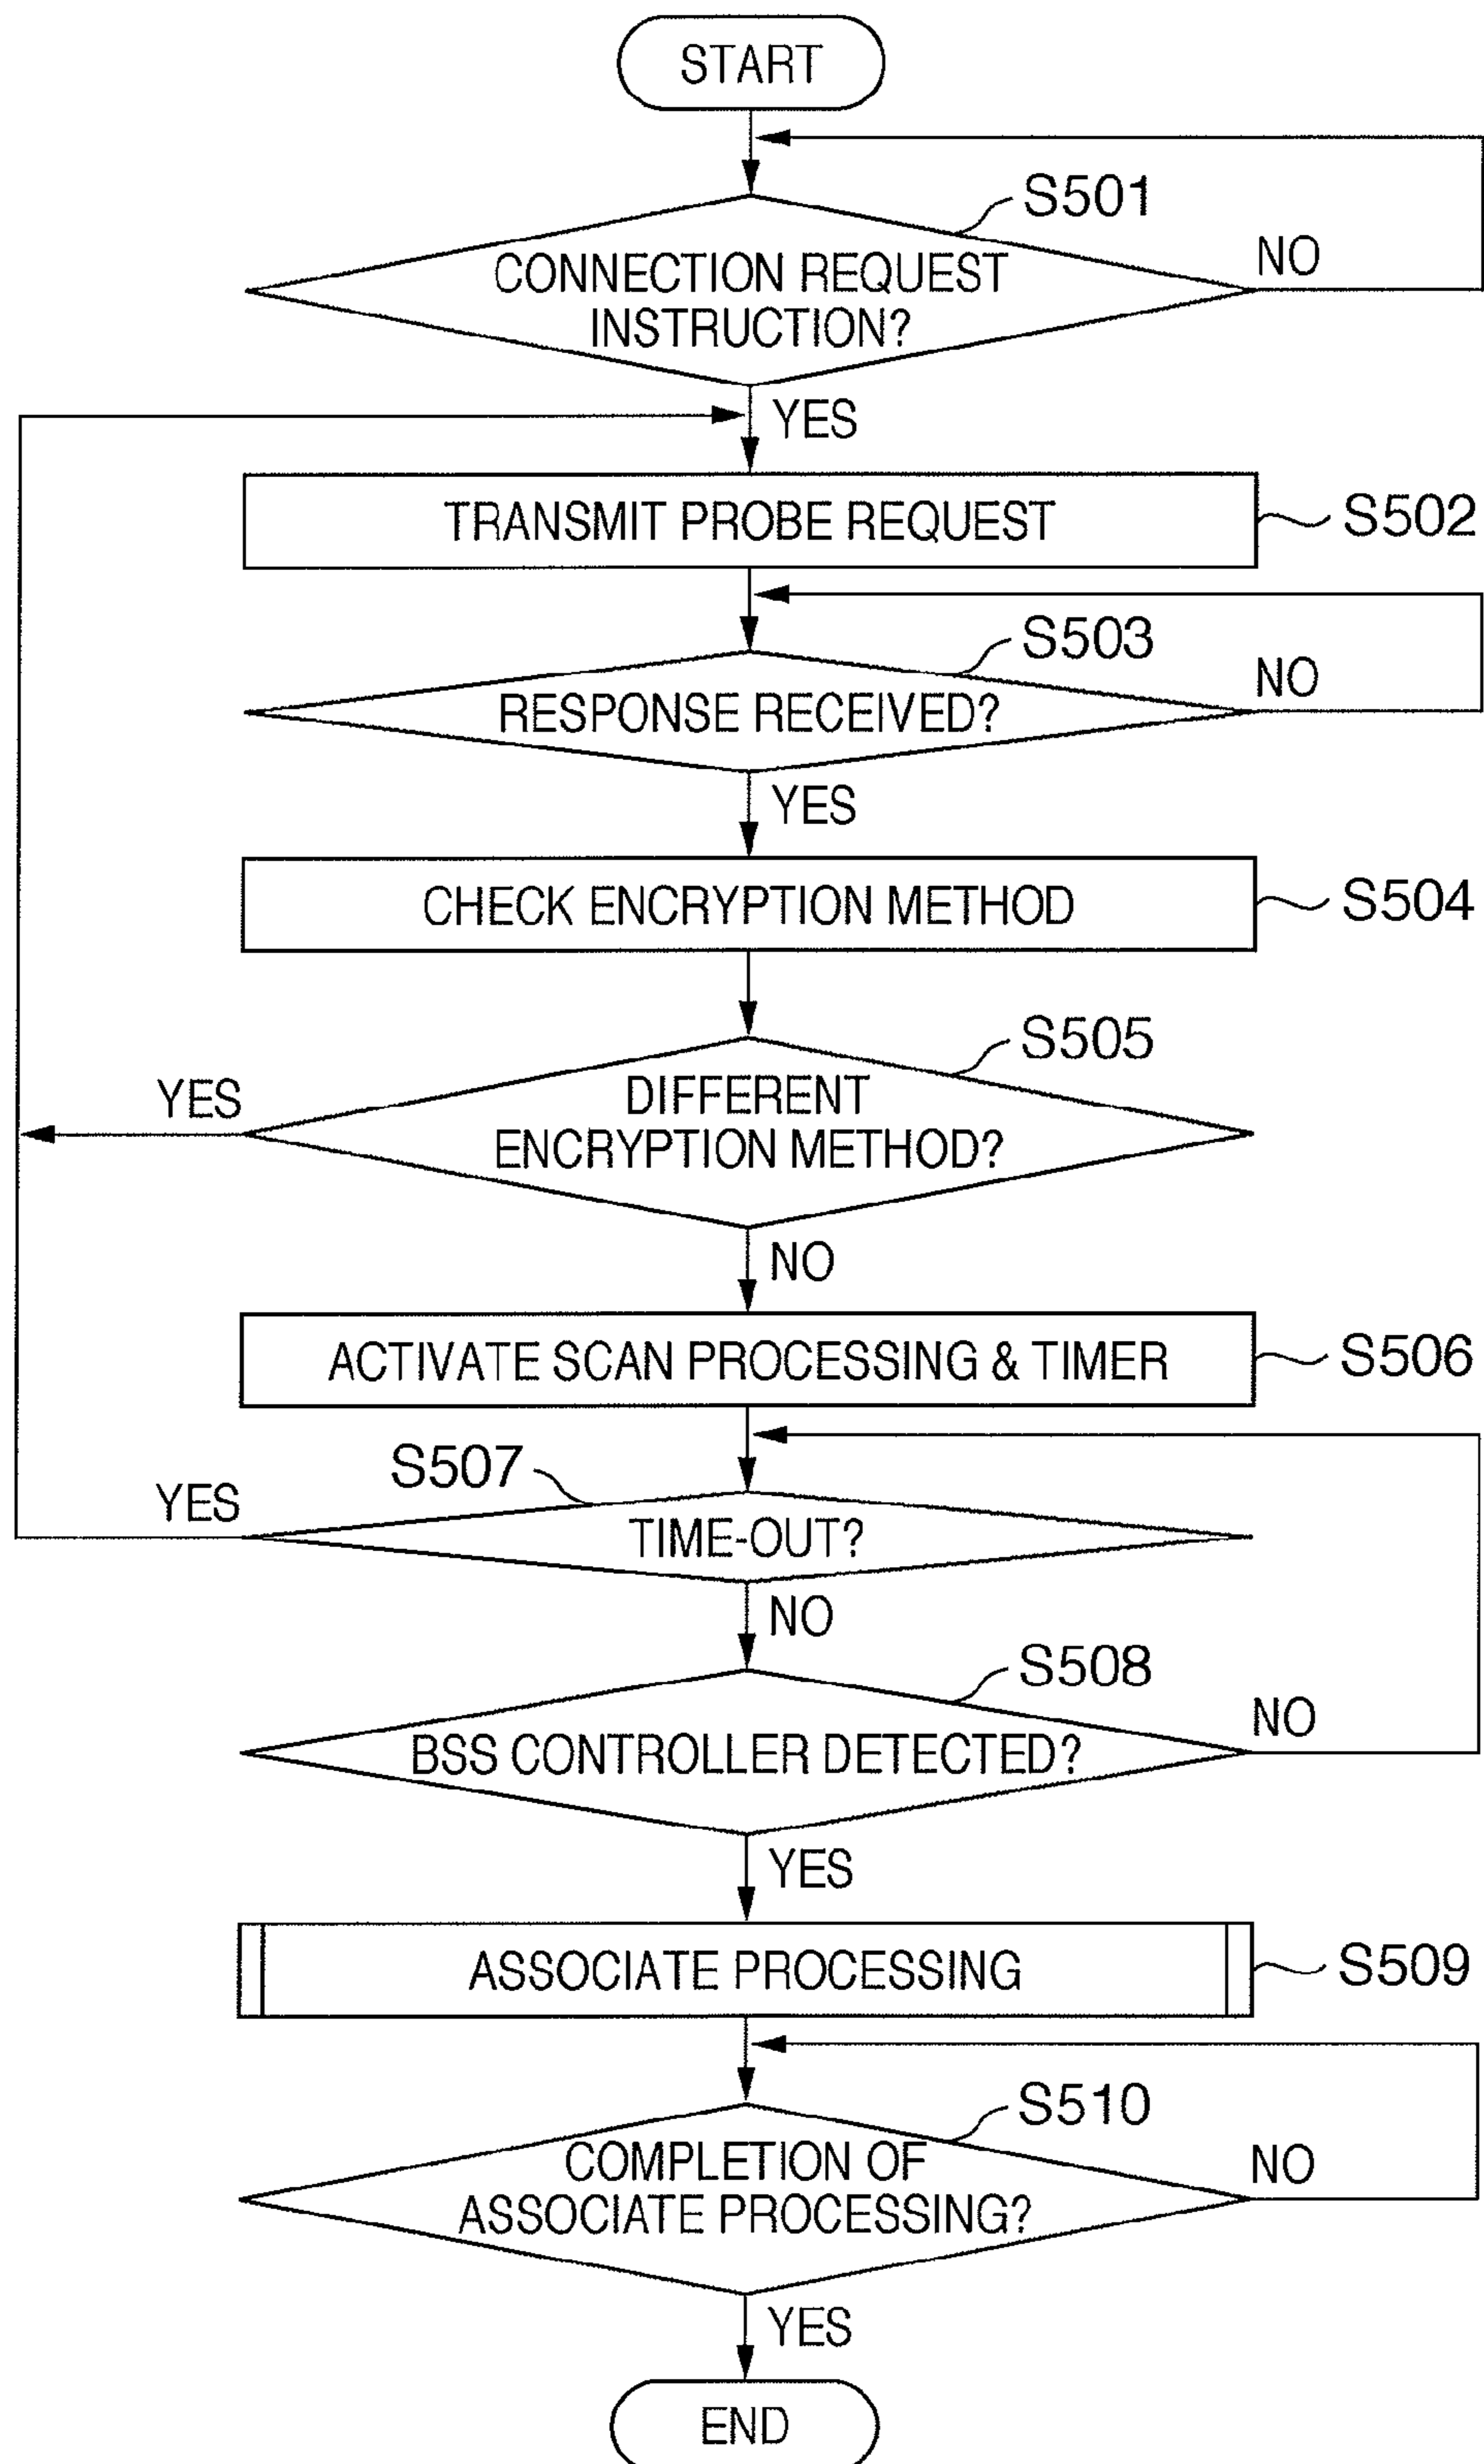 START
S501
CONNECTION REQUEST
INSTRUCTION?
NO
YES
TRANSMIT PROBE REQUEST
S502
S503
RESPONSE RECEIVED?
NO
YES
CHECK ENCRYPTION METHOD
S504
S505
DIFFERENT
ENCRYPTION METHOD?
YES
NO
ACTIVATE SCAN PROCESSING & TIMER
S506
S507
YES
TIME-OUT?
NO
S508
BSS CONTROLLER DETECTED?
NO
YES
ASSOCIATE PROCESSING
S509
S510
COMPLETION OF
ASSOCIATE PROCESSING?
NO
YES
END